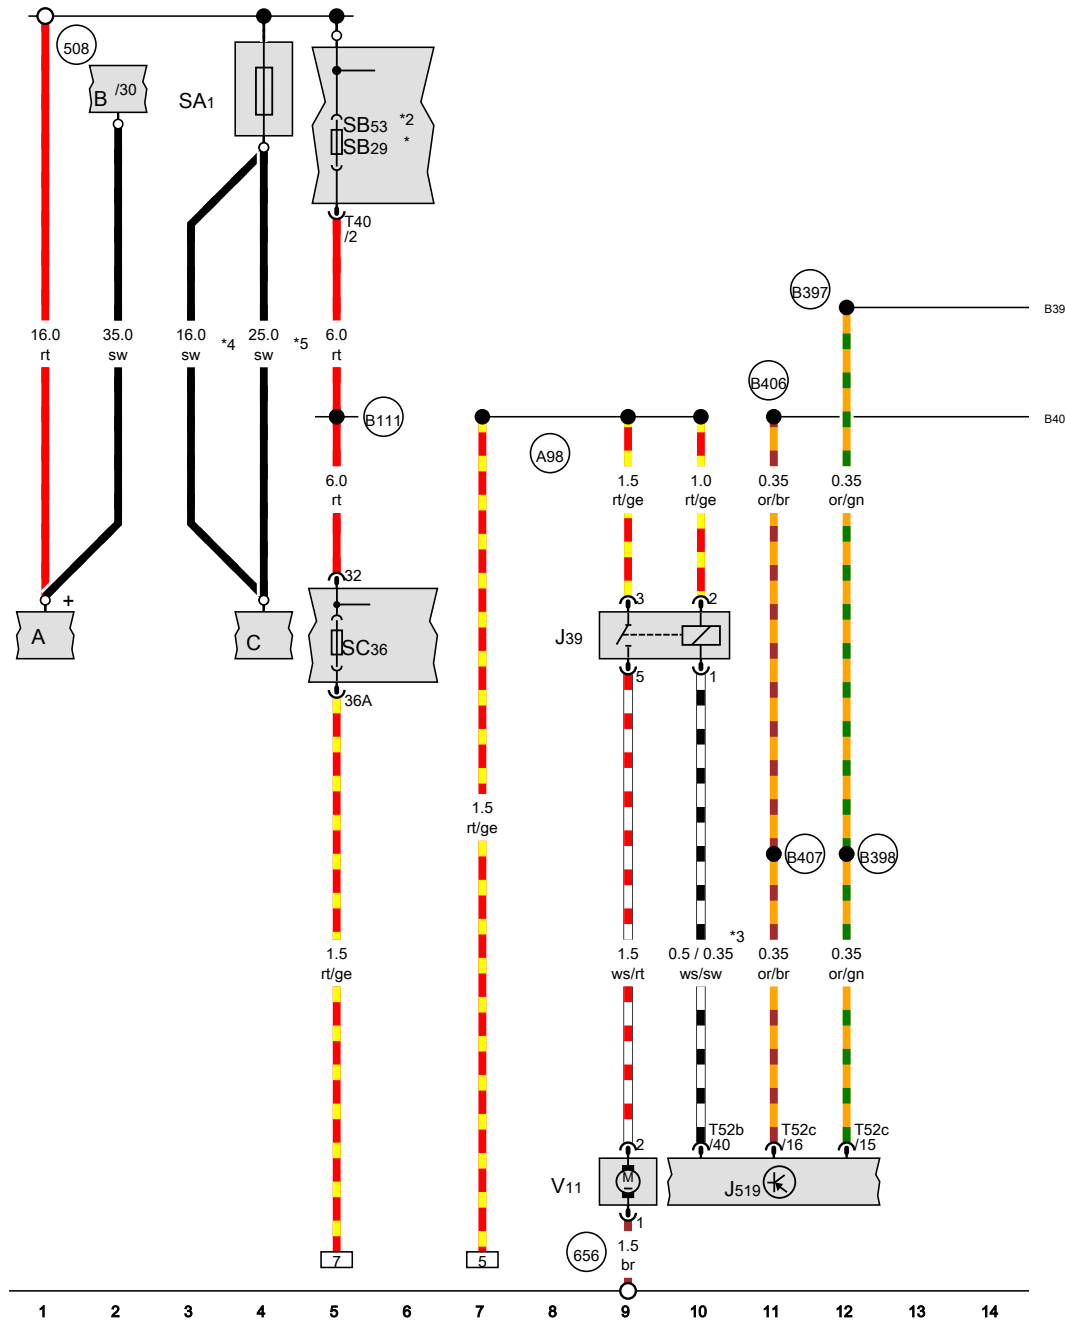 508
B /30
SA1
SB53 *2
SB29 *
T40
/2
B397
B39
16.0
rt
35.0
sw
16.0
sw
*4
25.0
sw
*5
6.0
rt
B406
B111
B40
A98
6.0
rt
1.5
rt/ge
1.0
rt/ge
0.35
or/br
0.35
or/gn
32
+
3
2
A
C
SC36
J39
5
1
36A
1.5
rt/ge
B407
B398
*3
1.5
rt/ge
1.5
ws/rt
0.5 / 0.35
ws/sw
0.35
or/br
0.35
or/gn
2
T52b
/40
T52c
/16
T52c
/15
V11
M
J519
1
656
1.5
br
7
5
1 2 3 4 5 6 7 8 9 10 11 12 13 14